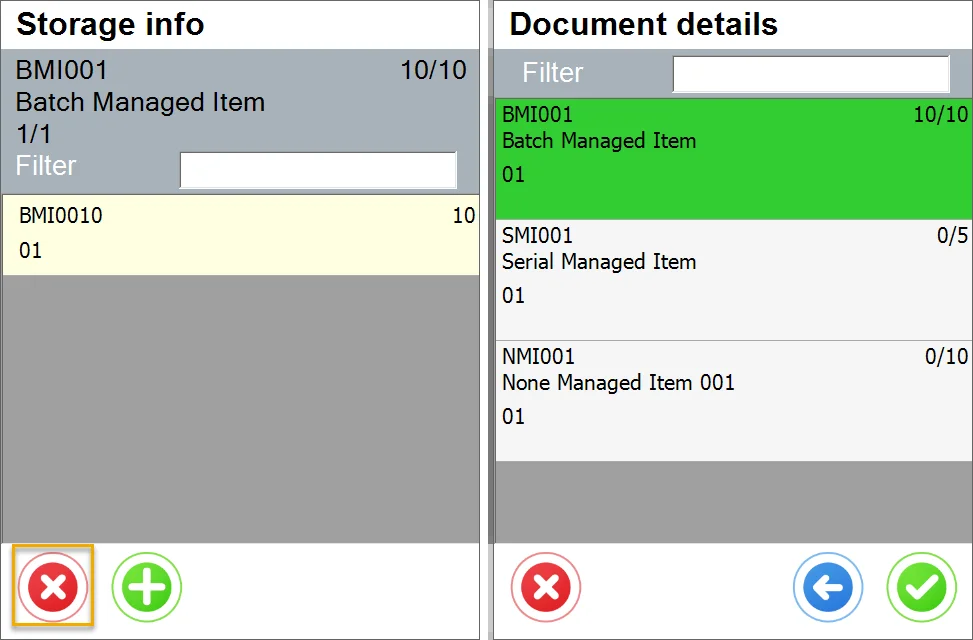 Storage info
BMI001 10/10
Batch Managed Item
1/1
Filter
BMI0010 10
01
Document details
Filter
BMI001 10/10
Batch Managed Item
01
SMI001 0/5
Serial Managed Item
01
NMI001 0/10
None Managed Item 001
01